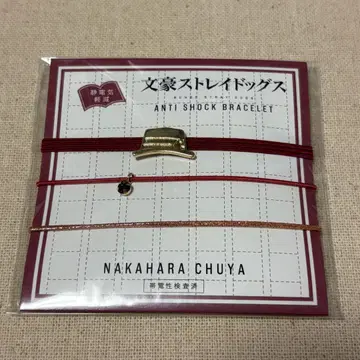 静電気
軽減
文豪ストレイドッグス
BUNGO STRAY DOGS
ANTI SHOCK BRACELET
NAKAHARA CHUYA
帯電性検査済